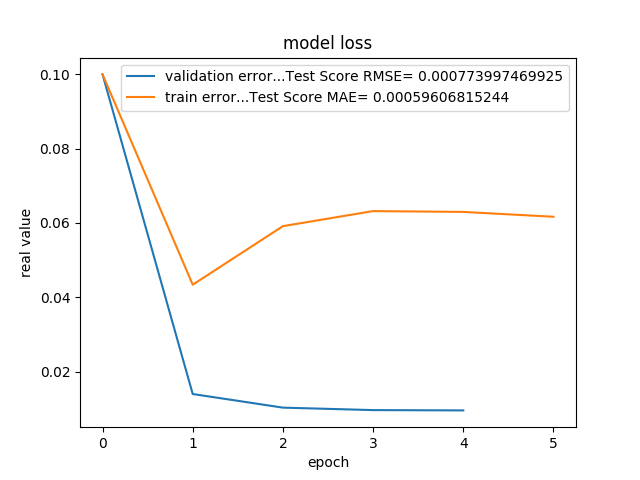 model loss
validation error...Test Score RMSE= 0.000773997469925
train error...Test Score MAE= 0.00059606815244
0.10
0.08
0.06
0.04
0.02
real value
0 1 2 3 4 5
epoch